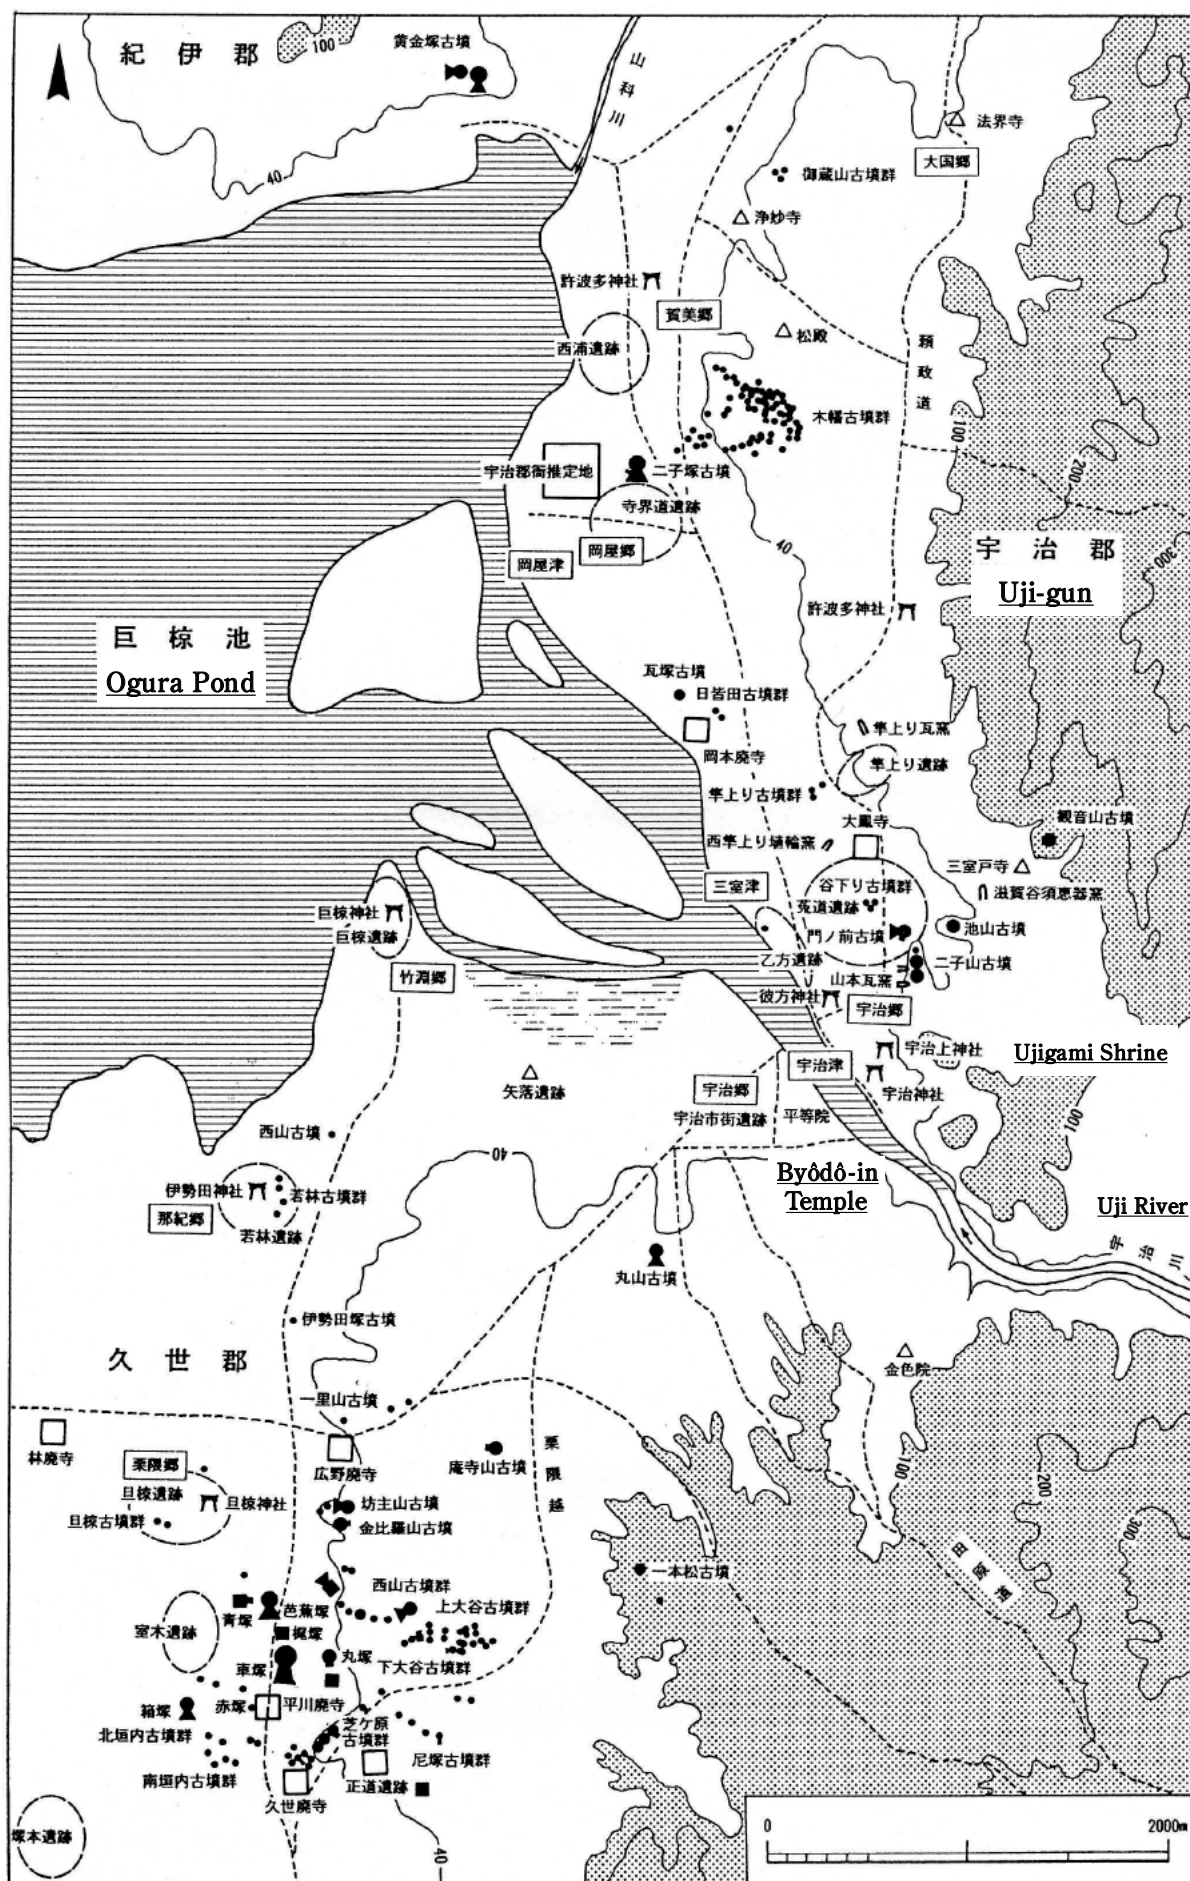 紀伊郡
100
黄金塚古墳
山科川
法界寺
大国郷
御蔵山古墳群
40
浄妙寺
許波多神社
賀美郷
松殿
西浦遺跡
頼政道
木幡古墳群
100
宇治郡衙推定地
二子塚古墳
200
寺界道遺跡
40
宇治郡
Uji-gun
300
岡屋郷
岡屋津
許波多神社
巨椋池
Ogura Pond
瓦塚古墳
日皆田古墳群
隼上り瓦窯
岡本廃寺
隼上り遺跡
隼上り古墳群
観音山古墳
大鳳寺
西隼上り埴輪窯
三室戸寺
三室津
谷下り古墳群
滋賀谷須恵器窯
巨椋神社
菟道遺跡
巨椋遺跡
門ノ前古墳
池山古墳
乙方遺跡
二子山古墳
竹淵郷
山本瓦窯
彼方神社
宇治郷
宇治上神社
Ujigami Shrine
宇治津
矢落遺跡
宇治郷
宇治神社
宇治市街遺跡
平等院
100
西山古墳
40
Byôdô-in
Temple
伊勢田神社
若林古墳群
那紀郷
若林遺跡
Uji River
宇治川
丸山古墳
伊勢田塚古墳
久世郡
金色院
一里山古墳
林廃寺
栗隈郷
広野廃寺
庵寺山古墳
栗隈越
100
200
旦椋遺跡
旦椋神社
坊主山古墳
旦椋古墳群
金比羅山古墳
300
一本松古墳
田原道
西山古墳群
青塚
芭蕉塚
上大谷古墳群
室木遺跡
梶塚
丸塚
車塚
下大谷古墳群
箱塚
赤塚
平川廃寺
北垣内古墳群
芝ケ原
古墳群
尼塚古墳群
南垣内古墳群
正道遺跡
久世廃寺
塚本遺跡
40
0
2000m